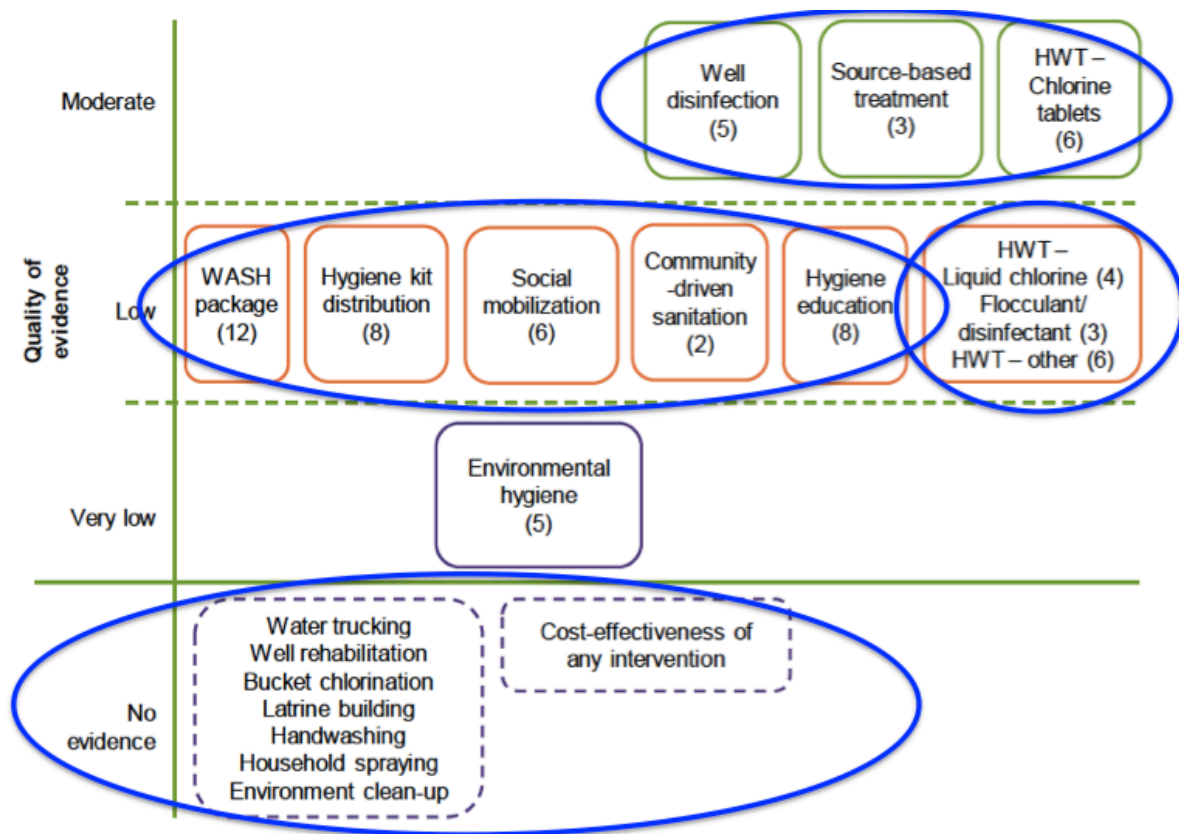 Quality of
evidence
Moderate
Well
disinfection
(5)
Source-based
treatment
(3)
HWT –
Chlorine
tablets
(6)
Low
WASH
package
(12)
Hygiene kit
distribution
(8)
Social
mobilization
(6)
Community
-driven
sanitation
(2)
Hygiene
education
(8)
HWT –
Liquid chlorine (4)
Flocculant/
disinfectant (3)
HWT – other (6)
Very low
Environmental
hygiene
(5)
No
evidence
Water trucking
Well rehabilitation
Bucket chlorination
Latrine building
Handwashing
Household spraying
Environment clean-up
Cost-effectiveness of
any intervention